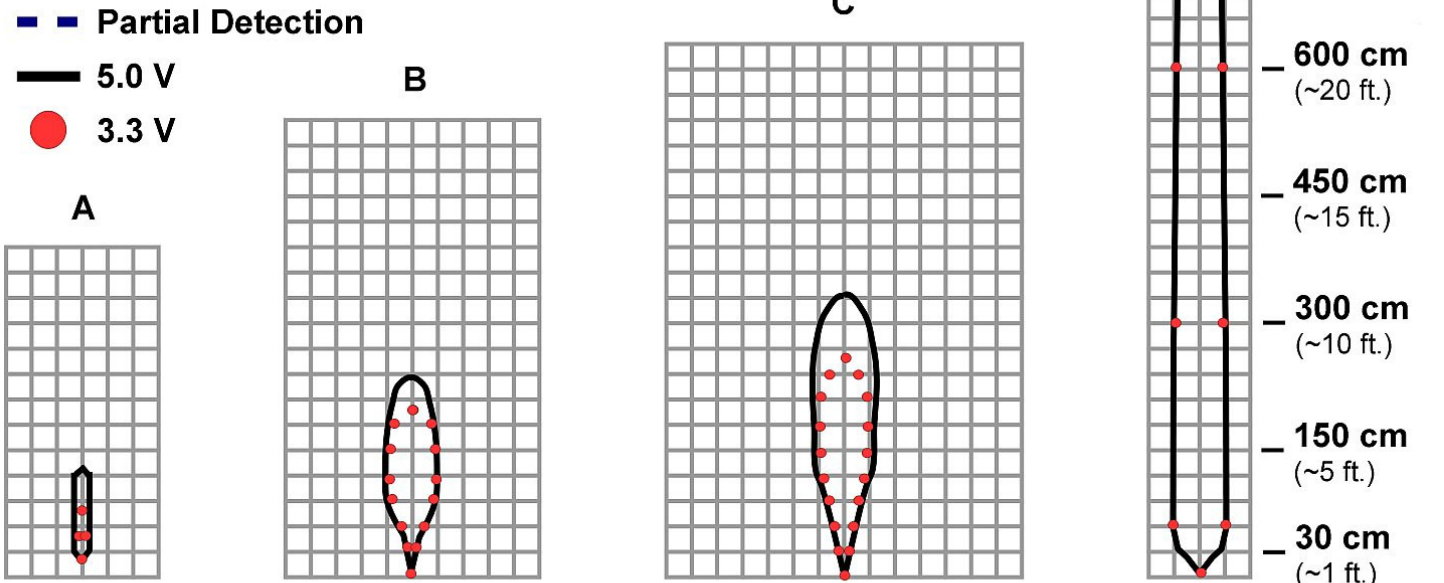 Partial Detection
5.0 V
3.3 V
A
B
C
600 cm
(~20 ft.)
450 cm
(~15 ft.)
300 cm
(~10 ft.)
150 cm
(~5 ft.)
30 cm
(~1 ft.)